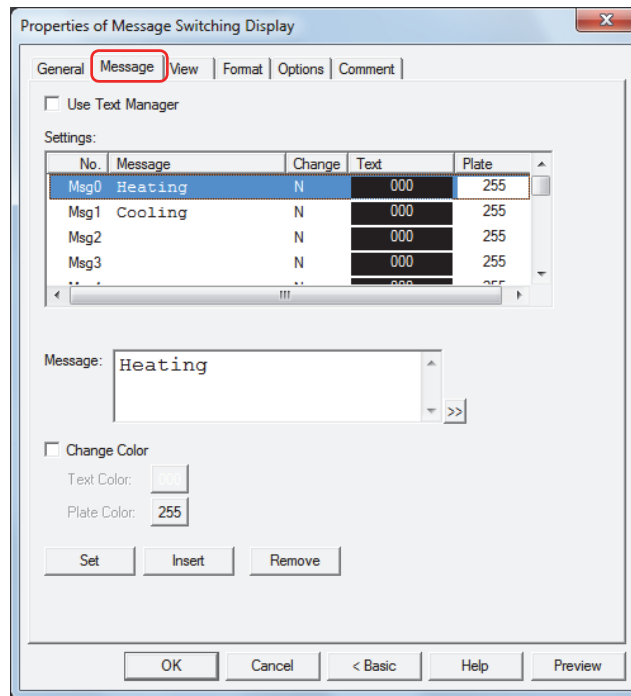 Properties of Message Switching Display
General Message View Format Options Comment
Use Text Manager
Settings:
No. Message Change Text Plate
Msg0 Heating N 000 255
Msg1 Cooling N 000 255
Msg2 N 000 255
Msg3 N 000 255
Message: Heating
>>
Change Color
Text Color: 000
Plate Color: 255
Set Insert Remove
OK Cancel < Basic Help Preview